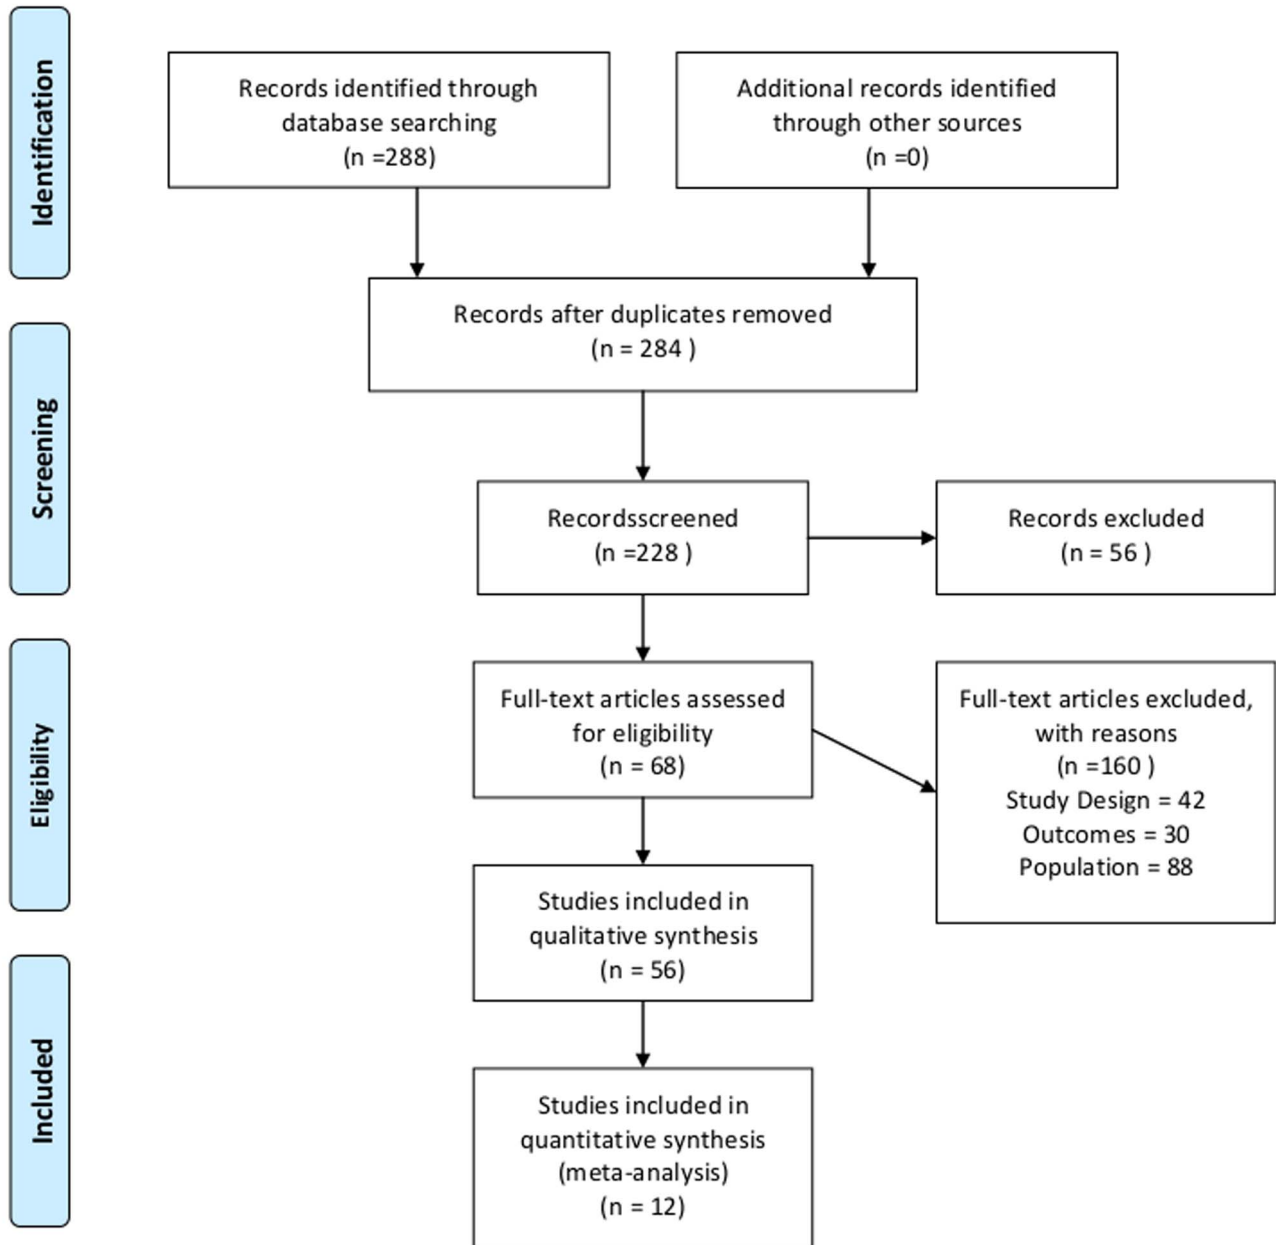 Identification
Records identified through
database searching
(n =288)
Additional records identified
through other sources
(n =0)
Records after duplicates removed
(n = 284 )
Screening
Recordsscreened
(n =228 )
Records excluded
(n = 56 )
Eligibility
Full-text articles assessed
for eligibility
(n = 68)
Full-text articles excluded,
with reasons
(n =160 )
Study Design = 42
Outcomes = 30
Population = 88
Studies included in
qualitative synthesis
(n = 56)
Included
Studies included in
quantitative synthesis
(meta-analysis)
(n = 12)